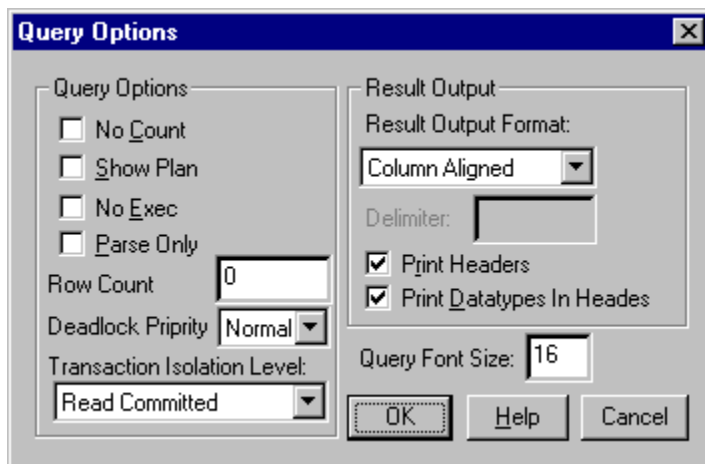 Query Options
Query Options
No Count
Show Plan
No Exec
Parse Only
Row Count 0
Deadlock Priprity Normal
Transaction Isolation Level:
Read Committed
Result Output
Result Output Format:
Column Aligned
Delimiter:
Print Headers
Print Datatypes In Heades
Query Font Size: 16
OK Help Cancel